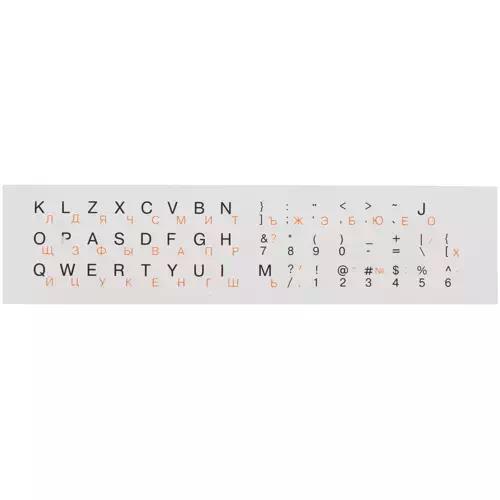 K L Z X C V B N } : " < > ~ J
Л Д Я Ч С М И Т ] Ъ ; Ж ' Э , Б . Ю ` Ё О
O P A S D F G H & ? * ( ) _ + | / {
Щ З Ф Ы В А П Р 7 8 9 0 - = \ [ Х
Q W E R T Y U I M ? ! @ " # № $ % ^
Й Ц У К Е Н Г Ш Ь / . 1 2 3 4 5 6